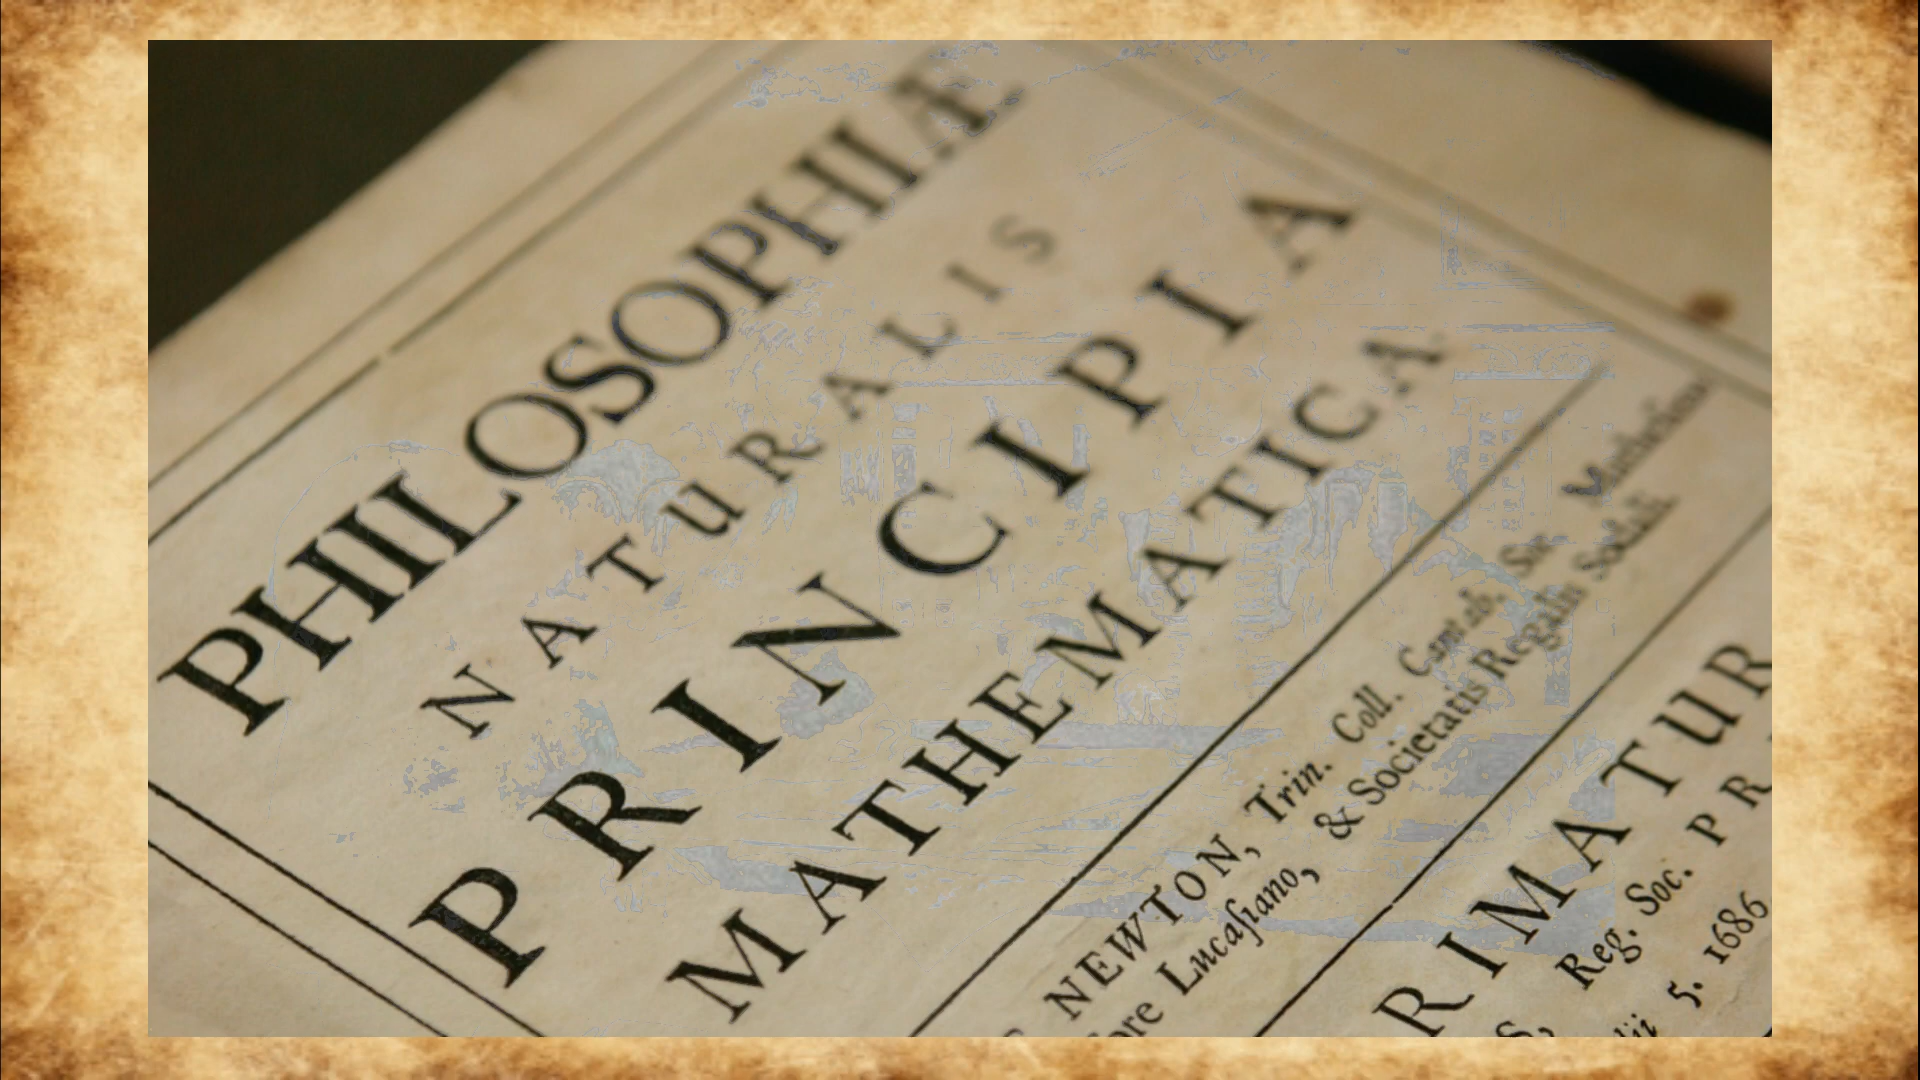 PHILOSOPHIÆ
NATURALIS
PRINCIPIA
MATHEMATICA
NEWTON, Trin. Coll. Cantab. Soc. Matheseos
Lucaſiano, & Societatis Regalis Sodali.
RIMATUR
Reg. Soc. PR
5. 1686